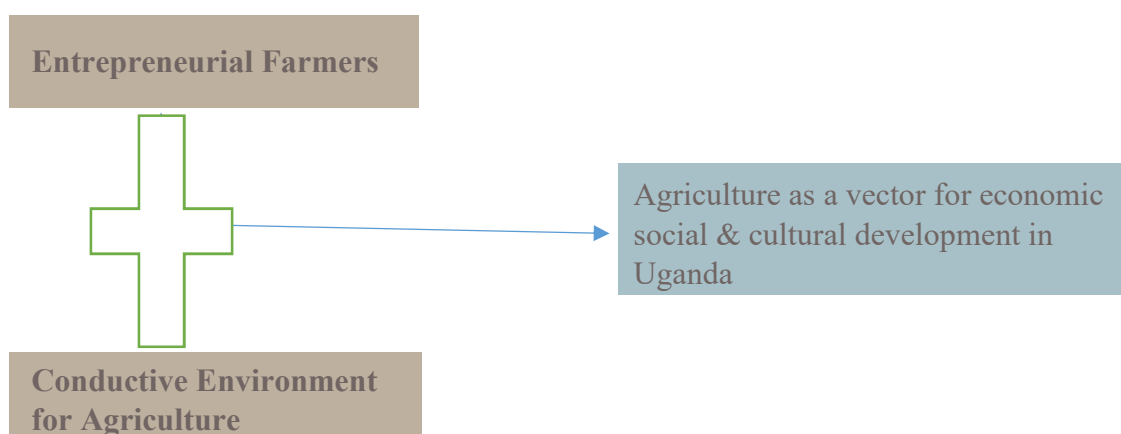 Entrepreneurial Farmers
Agriculture as a vector for economic
social & cultural development in
Uganda
Conductive Environment
for Agriculture